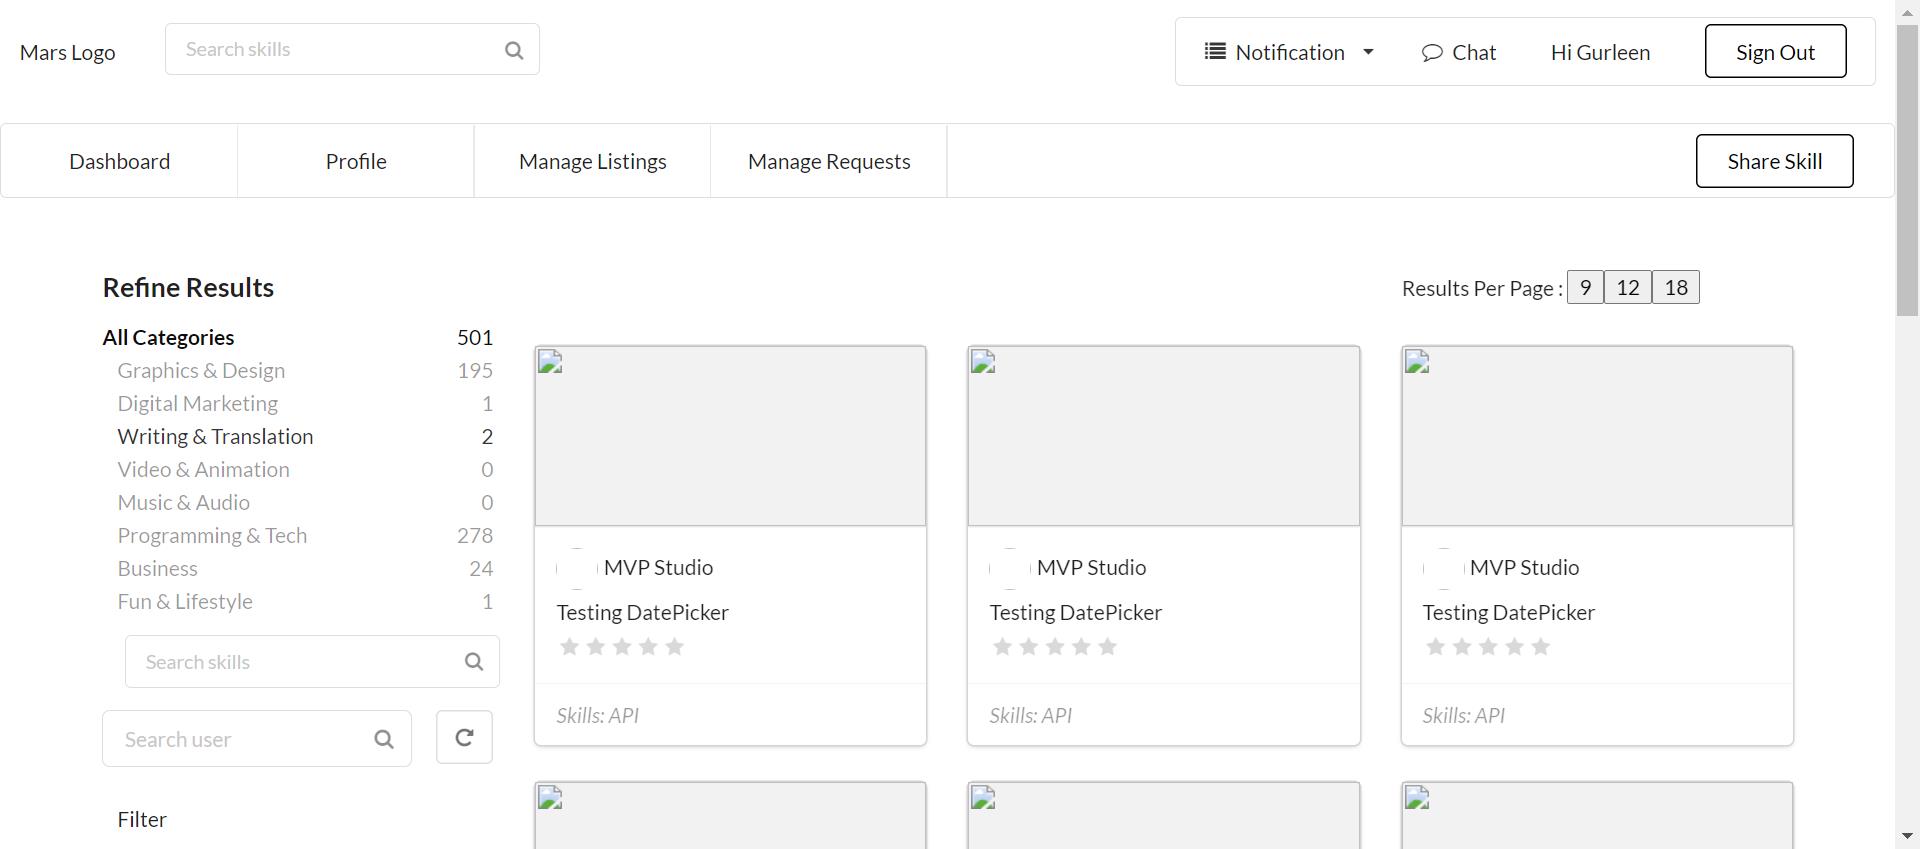 Mars Logo
Search skills
Notification
Chat
Hi Gurleen
Sign Out
Dashboard
Profile
Manage Listings
Manage Requests
Share Skill
Refine Results
Results Per Page : 9 12 18
All Categories 501
Graphics & Design 195
Digital Marketing 1
Writing & Translation 2
Video & Animation 0
Music & Audio 0
Programming & Tech 278
Business 24
Fun & Lifestyle 1
Search skills
Search user
Filter
MVP Studio
Testing DatePicker
Skills: API
MVP Studio
Testing DatePicker
Skills: API
MVP Studio
Testing DatePicker
Skills: API